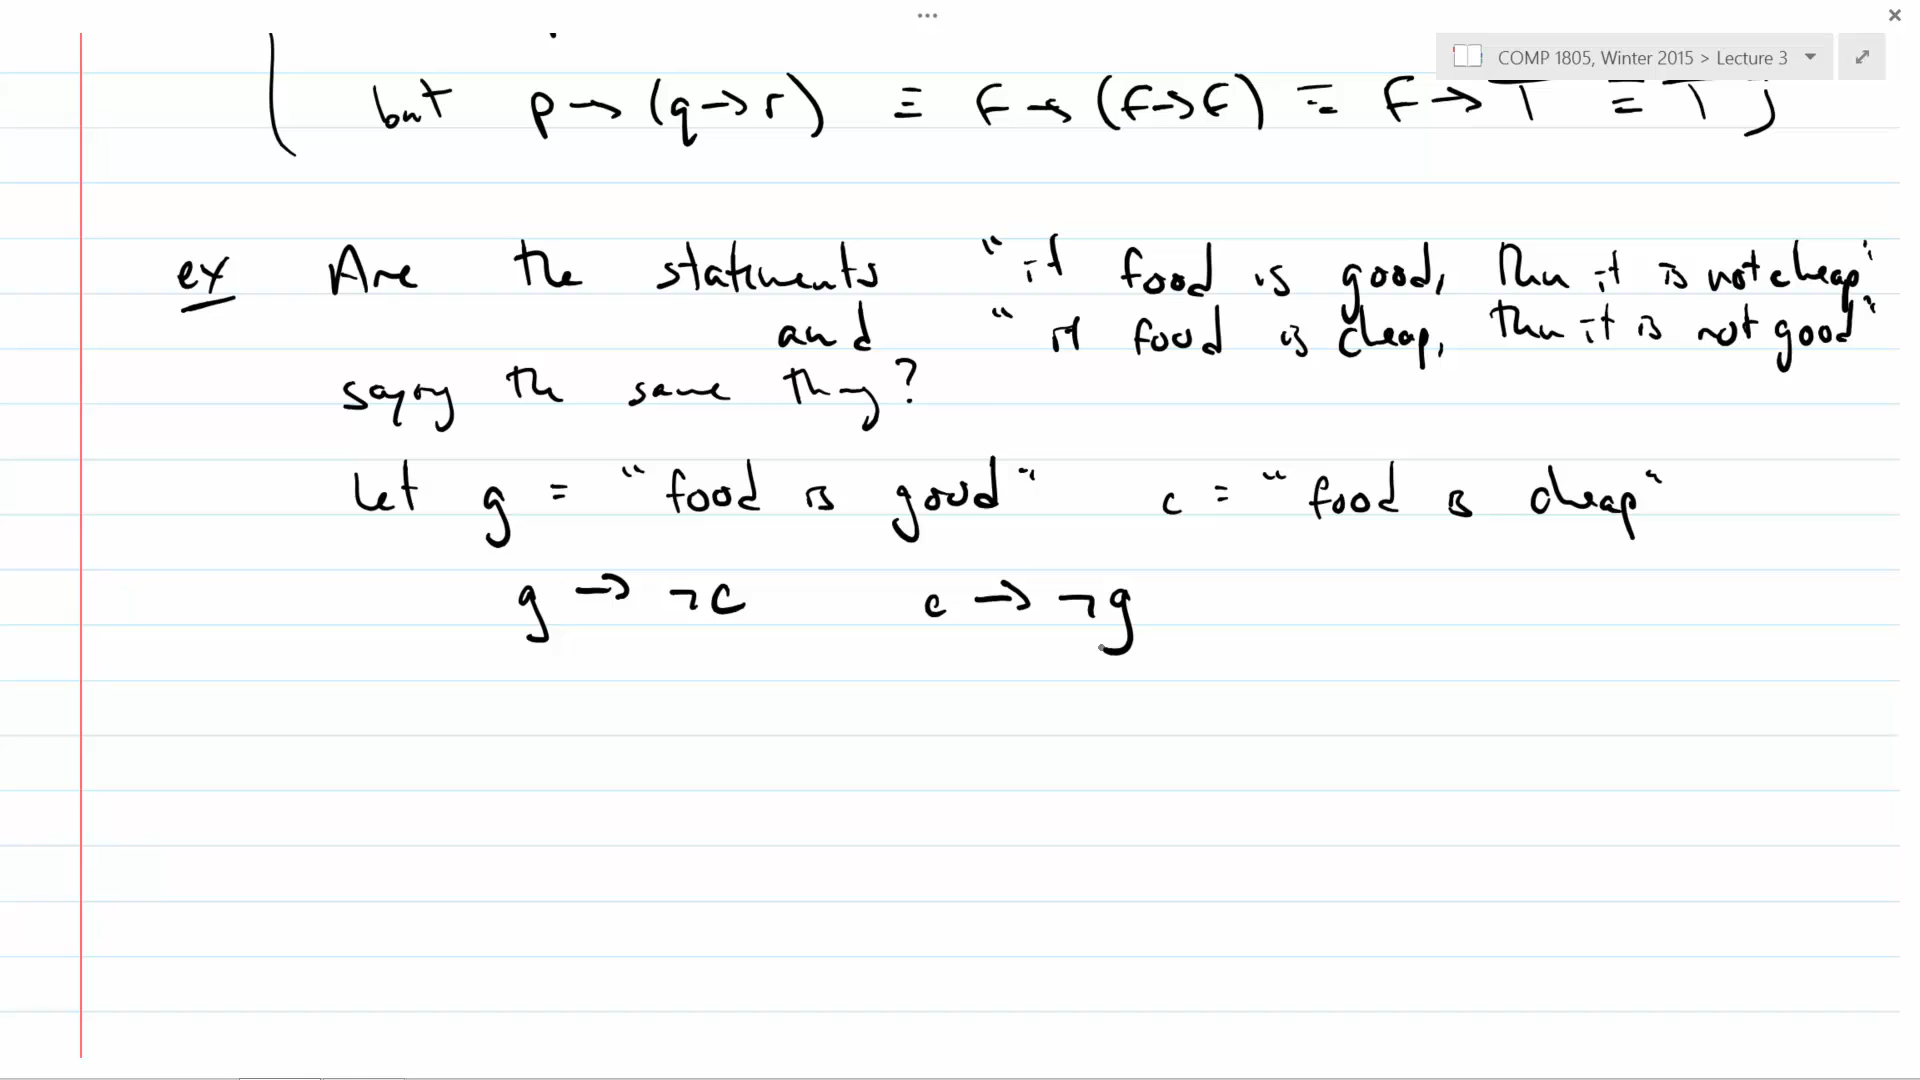 COMP 1805, Winter 2015 > Lecture 3
but p → (q → r) ≡ F → (F → F) ≡ F → T ≡ T )
ex Are the statements "if food is good, then it is not cheap"
and "if food is cheap, then it is not good"
saying the same thing?
Let g = "food is good" c = "food is cheap"
g → ¬c c → ¬g